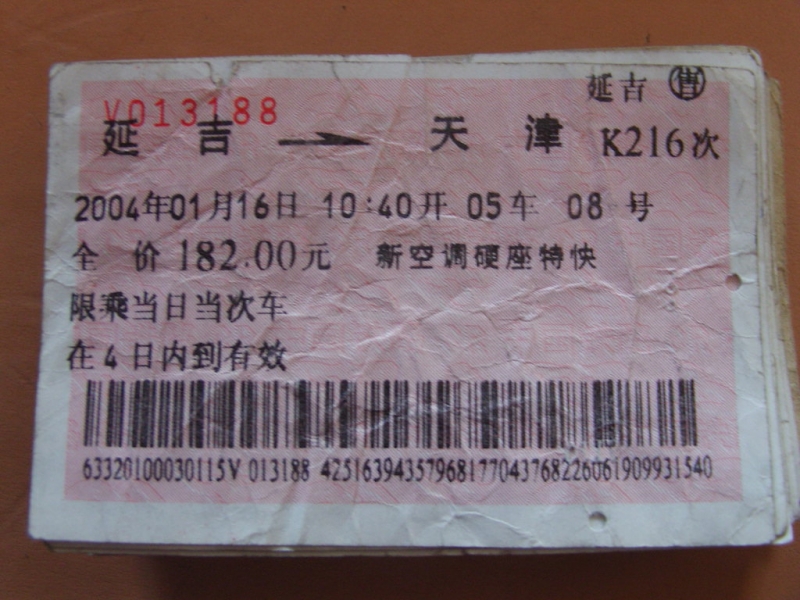 延吉 售
V013188
延 吉 → 天 津 K216次
2004年01月16日 10:40开 05车 08号
全 价 182.00元 新空调硬座特快
限乘当日当次车
在4日内到有效
63320100030115V 013188 42516394357968177043768226061909931540